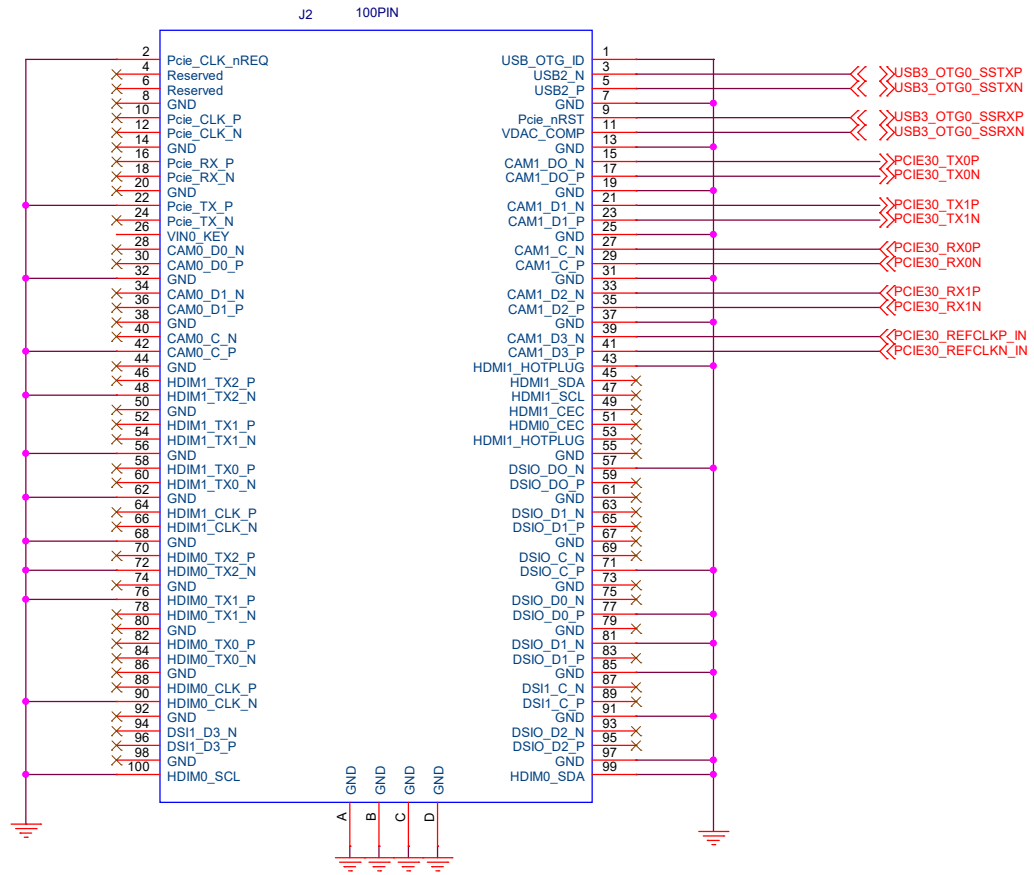 J2 100PIN
2 Pcie_CLK_nREQ USB_OTG_ID 1
4 Reserved USB2_N 3 USB3_OTG0_SSTXP
6 Reserved USB2_P 5 USB3_OTG0_SSTXN
8 GND GND 7
10 Pcie_CLK_P Pcie_nRST 9 USB3_OTG0_SSRXP
12 Pcie_CLK_N VDAC_COMP 11 USB3_OTG0_SSRXN
14 GND GND 13
16 Pcie_RX_P CAM1_DO_N 15 PCIE30_TX0P
18 Pcie_RX_N CAM1_DO_P 17 PCIE30_TX0N
20 GND GND 19
22 Pcie_TX_P CAM1_D1_N 21 PCIE30_TX1P
24 Pcie_TX_N CAM1_D1_P 23 PCIE30_TX1N
26 VIN0_KEY GND 25
28 CAM0_D0_N CAM1_C_N 27 PCIE30_RX0P
30 CAM0_D0_P CAM1_C_P 29 PCIE30_RX0N
32 GND GND 31
34 CAM0_D1_N CAM1_D2_N 33 PCIE30_RX1P
36 CAM0_D1_P CAM1_D2_P 35 PCIE30_RX1N
38 GND GND 37
40 CAM0_C_N CAM1_D3_N 39 PCIE30_REFCLKP_IN
42 CAM0_C_P CAM1_D3_P 41 PCIE30_REFCLKN_IN
44 GND HDMI1_HOTPLUG 43
46 HDIM1_TX2_P HDMI1_SDA 45
48 HDIM1_TX2_N HDMI1_SCL 47
50 GND HDMI1_CEC 49
52 HDIM1_TX1_P HDMI0_CEC 51
54 HDIM1_TX1_N HDMI1_HOTPLUG 53
56 GND GND 55
58 HDIM1_TX0_P DSIO_DO_N 57
60 HDIM1_TX0_N DSIO_DO_P 59
62 GND GND 61
64 HDIM1_CLK_P DSIO_D1_N 63
66 HDIM1_CLK_N DSIO_D1_P 65
68 GND GND 67
70 HDIM0_TX2_P DSIO_C_N 69
72 HDIM0_TX2_N DSIO_C_P 71
74 GND GND 73
76 HDIM0_TX1_P DSIO_D0_N 75
78 HDIM0_TX1_N DSIO_D0_P 77
80 GND GND 79
82 HDIM0_TX0_P DSIO_D1_N 81
84 HDIM0_TX0_N DSIO_D1_P 83
86 GND GND 85
88 HDIM0_CLK_P DSI1_C_N 87
90 HDIM0_CLK_N DSI1_C_P 89
92 GND GND 91
94 DSI1_D3_N DSIO_D2_N 93
96 DSI1_D3_P DSIO_D2_P 95
98 GND GND 97
100 HDIM0_SCL HDIM0_SDA 99
GND GND GND GND
A B C D